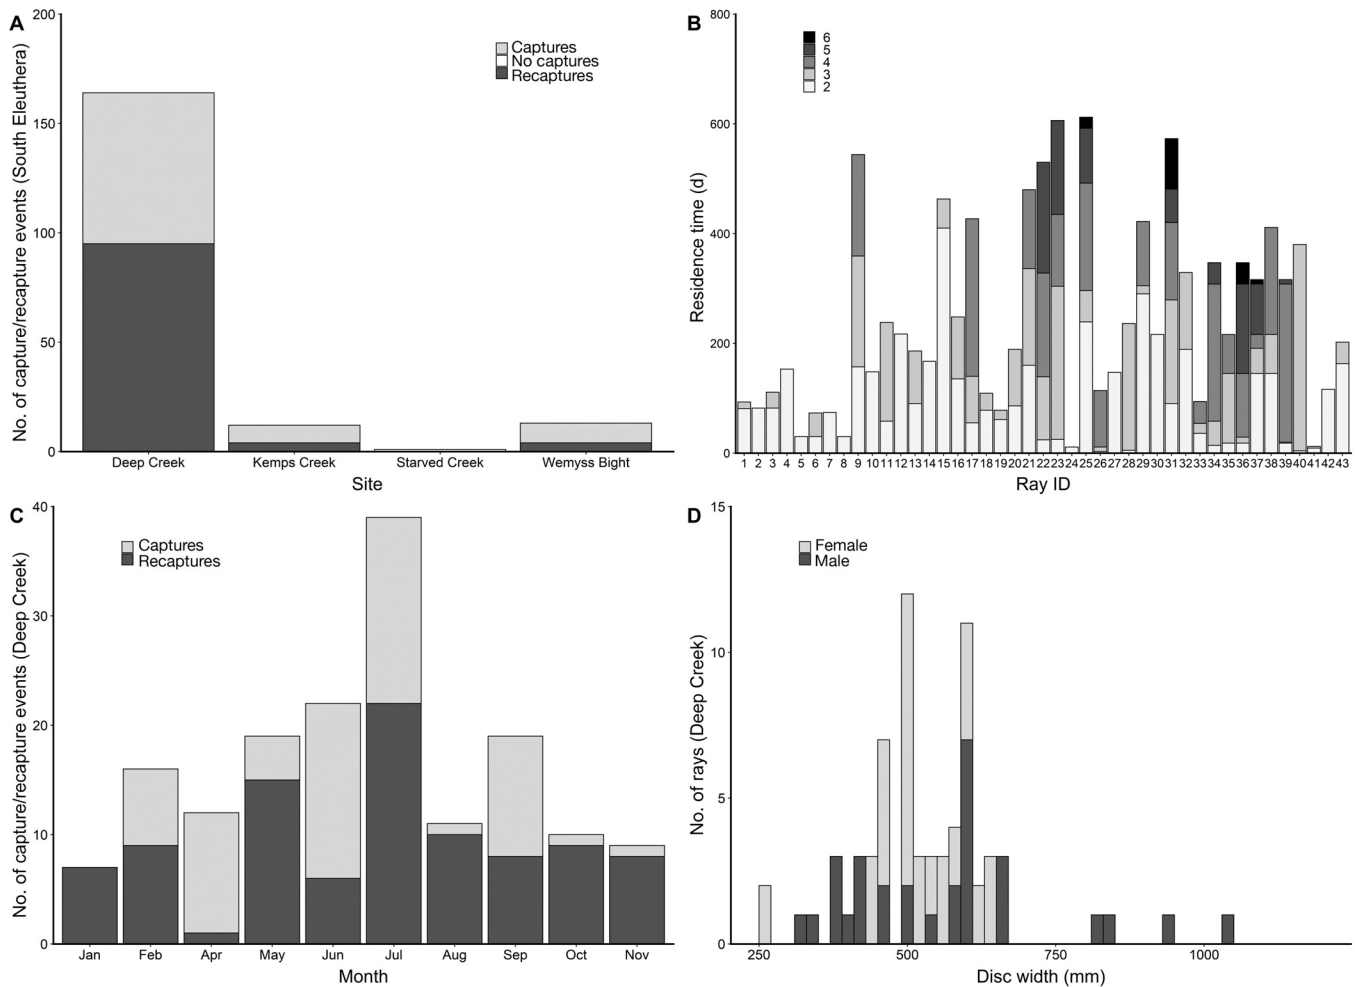 A
No. of capture/recapture events (South Eleuthera)
200
150
100
50
0
Captures
No captures
Recaptures
Deep Creek Kemps Creek Starved Creek Wemyss Bight
Site
B
Residence time (d)
800
600
400
200
0
6
5
4
3
2
1 2 3 4 5 6 7 8 9 10 11 12 13 14 15 16 17 18 19 20 21 22 23 24 25 26 27 28 29 30 31 32 33 34 35 36 37 38 39 40 41 42 43
Ray ID
C
No. of capture/recapture events (Deep Creek)
40
30
20
10
0
Captures
Recaptures
Jan Feb Apr May Jun Jul Aug Sep Oct Nov
Month
D
No. of rays (Deep Creek)
15
10
5
0
Female
Male
250 500 750 1000
Disc width (mm)